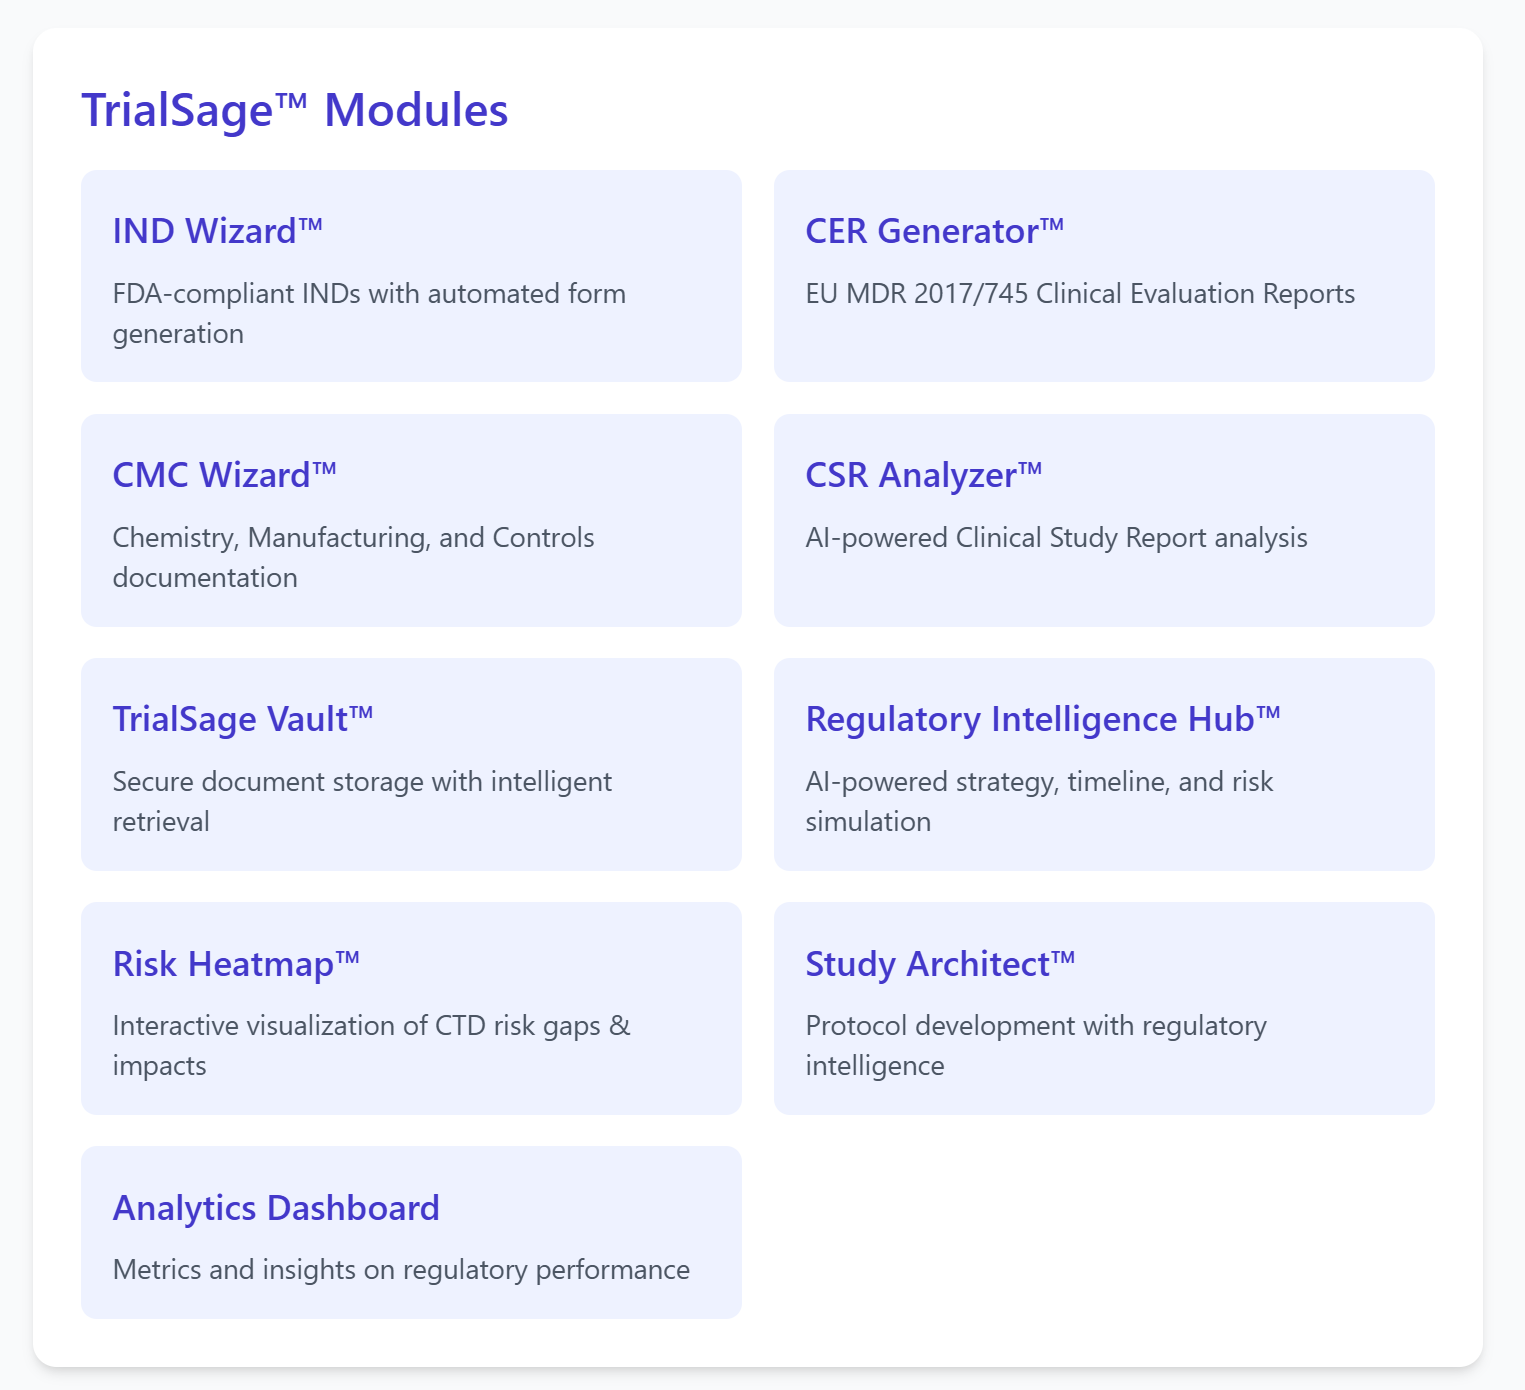 TrialSage™ Modules
IND Wizard™
FDA-compliant INDs with automated form
generation
CER Generator™
EU MDR 2017/745 Clinical Evaluation Reports
CMC Wizard™
Chemistry, Manufacturing, and Controls
documentation
CSR Analyzer™
AI-powered Clinical Study Report analysis
TrialSage Vault™
Secure document storage with intelligent
retrieval
Regulatory Intelligence Hub™
AI-powered strategy, timeline, and risk
simulation
Risk Heatmap™
Interactive visualization of CTD risk gaps &
impacts
Study Architect™
Protocol development with regulatory
intelligence
Analytics Dashboard
Metrics and insights on regulatory performance